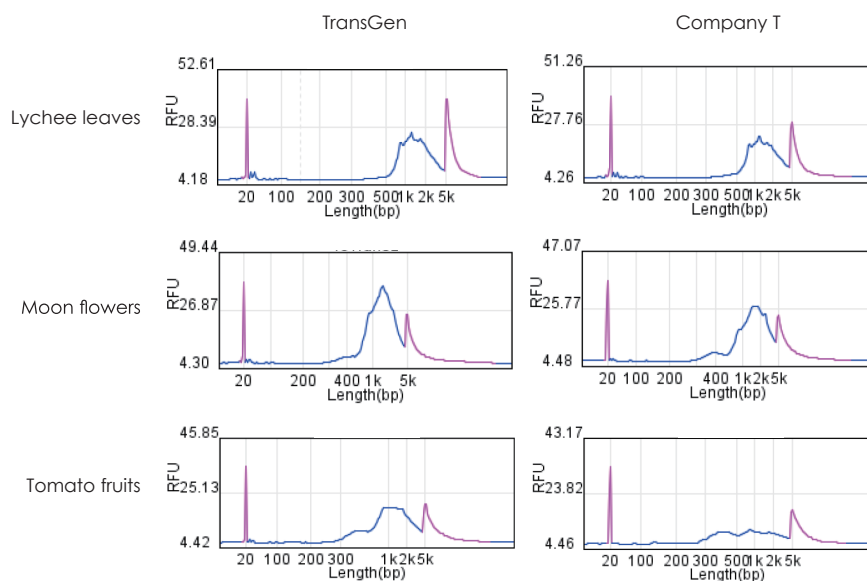 TransGen
Company T
Lychee leaves
52.61
RFU
28.39
4.18
20 100 200 300 500 1k 2k 5k
Length(bp)
51.26
RFU
27.76
4.26
20 100 200 300 500 1k 2k 5k
Length(bp)
Moon flowers
49.44
RFU
26.87
4.30
20 200 400 1k 5k
Length(bp)
47.07
RFU
25.77
4.48
20 100 200 400 1k 2k 5k
Length(bp)
Tomato fruits
45.85
RFU
25.13
4.42
20 100 200 300 1k 2k 5k
Length(bp)
43.17
RFU
23.82
4.46
20 100 200 300 500 1k 2k 5k
Length(bp)